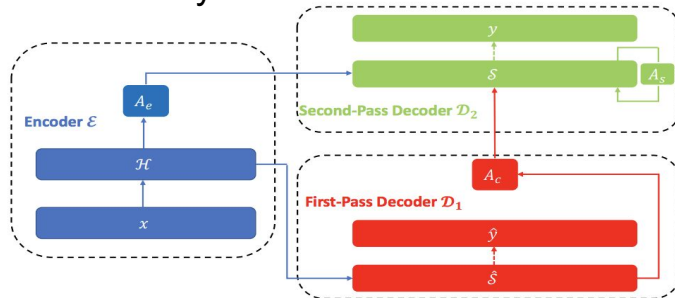 y
S
A_s
Second-Pass Decoder D_2
A_e
Encoder ℰ
ℋ
x
A_c
First-Pass Decoder D_1
ŷ
Ŝ